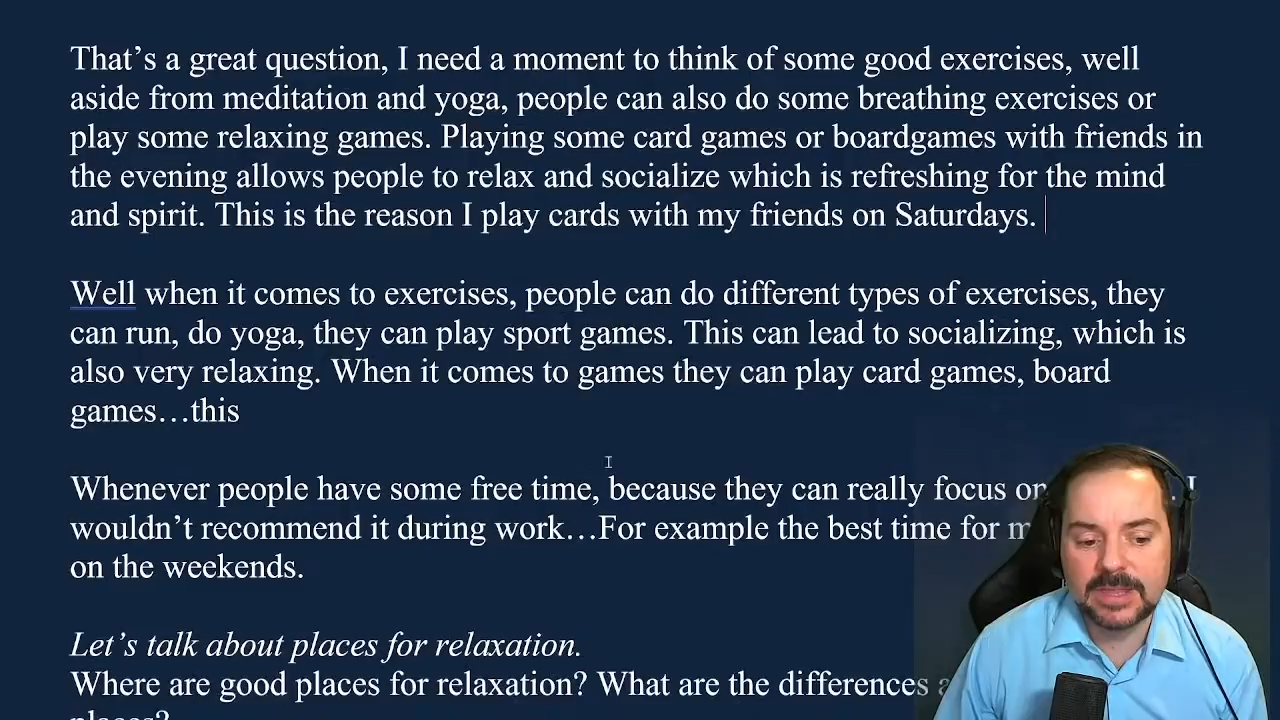 That’s a great question, I need a moment to think of some good exercises, well
aside from meditation and yoga, people can also do some breathing exercises or
play some relaxing games. Playing some card games or boardgames with friends in
the evening allows people to relax and socialize which is refreshing for the mind
and spirit. This is the reason I play cards with my friends on Saturdays.
Well when it comes to exercises, people can do different types of exercises, they
can run, do yoga, they can play sport games. This can lead to socializing, which is
also very relaxing. When it comes to games they can play card games, board
games…this
Whenever people have some free time, because they can really focus on I
wouldn’t recommend it during work…For example the best time for
on the weekends.
Let’s talk about places for relaxation.
Where are good places for relaxation? What are the differences
places?